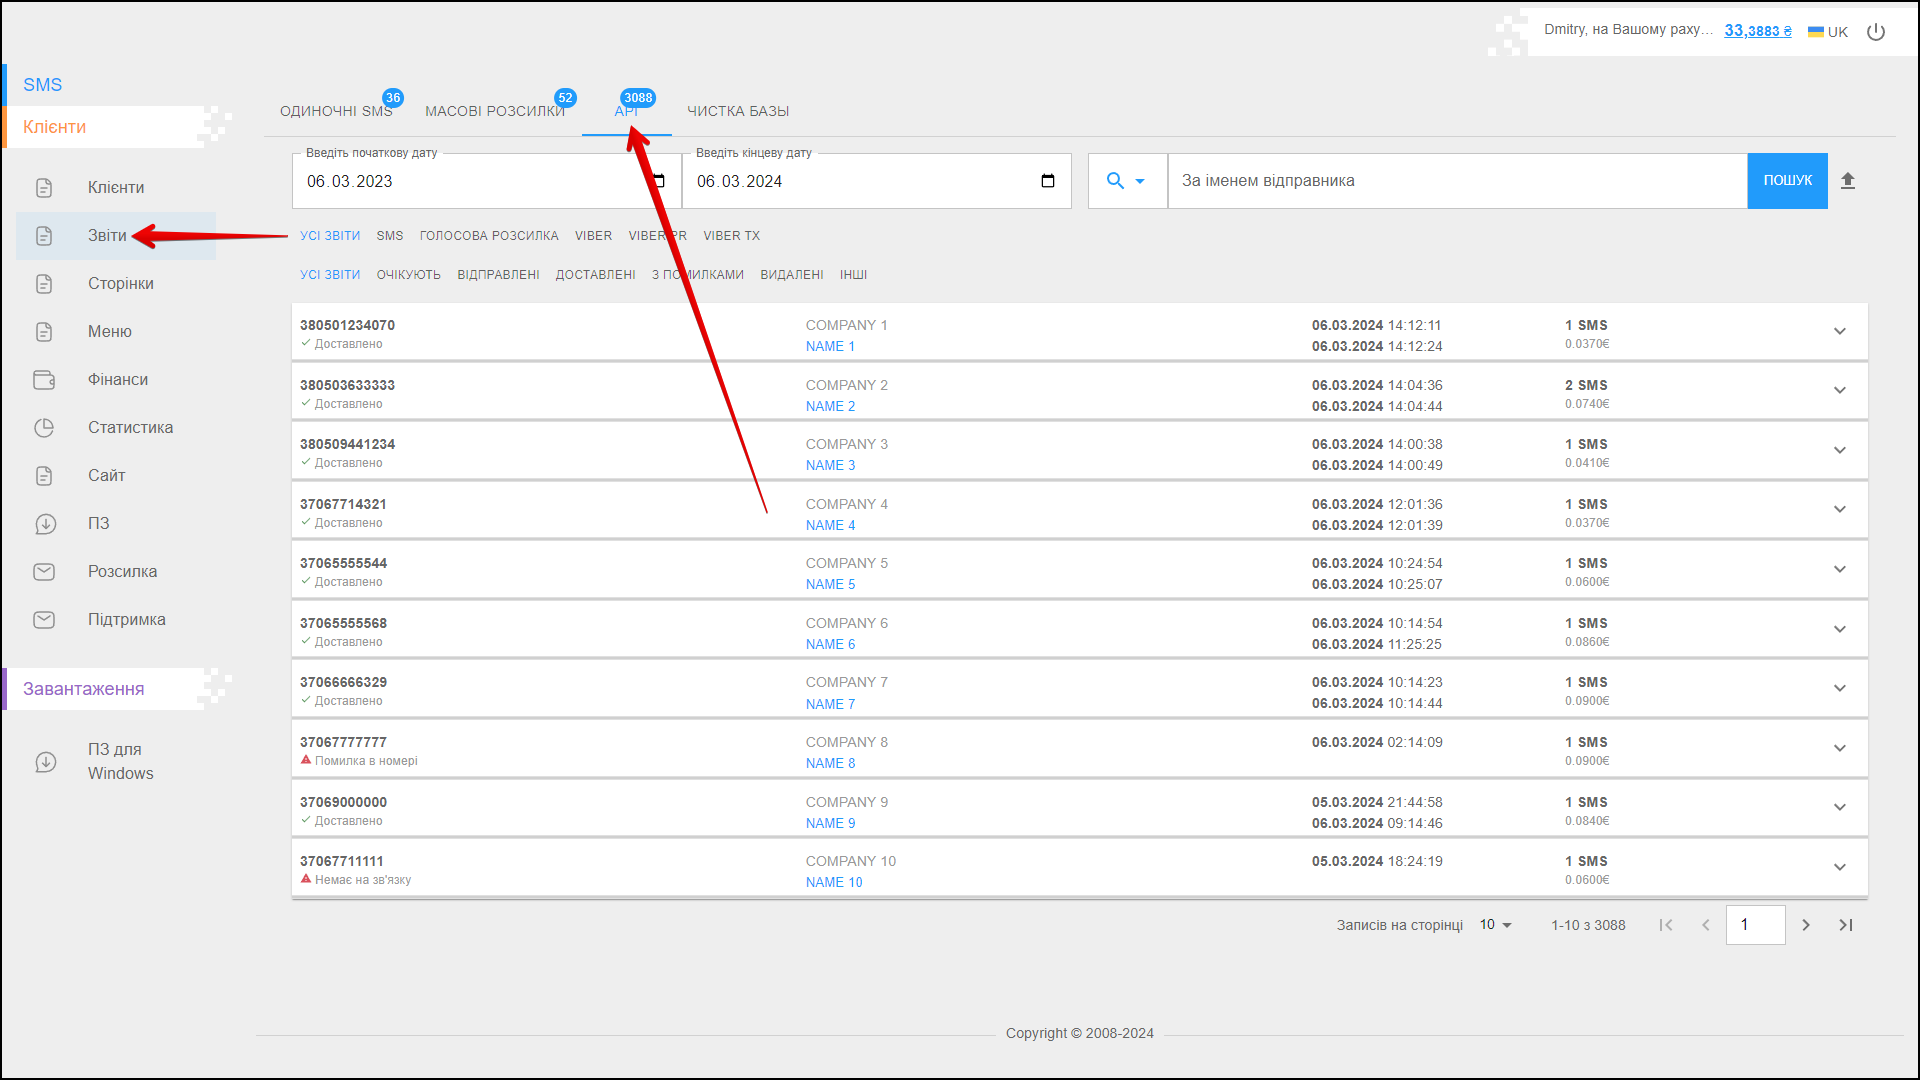 Dmitry, на Вашому раху... 33,3883 ₴ UK
SMS
Клієнти
Клієнти
Звіти
Сторінки
Меню
Фінанси
Статистика
Сайт
ПЗ
Розсилка
Підтримка
Завантаження
ПЗ для
Windows
ОДИНОЧНІ SMS 36 МАСОВІ РОЗСИЛКИ 52 API 3088 ЧИСТКА БАЗЫ
Введіть початкову дату
06.03.2023
Введіть кінцеву дату
06.03.2024
За іменем відправника
ПОШУК
УСІ ЗВІТИ SMS ГОЛОСОВА РОЗСИЛКА VIBER VIBER PR VIBER TX
УСІ ЗВІТИ ОЧІКУЮТЬ ВІДПРАВЛЕНІ ДОСТАВЛЕНІ З ПОМИЛКАМИ ВИДАЛЕНІ ІНШІ
380501234070 COMPANY 1 06.03.2024 14:12:11 1 SMS
Доставлено NAME 1 06.03.2024 14:12:24 0.0370€
380503633333 COMPANY 2 06.03.2024 14:04:36 2 SMS
Доставлено NAME 2 06.03.2024 14:04:44 0.0740€
380509441234 COMPANY 3 06.03.2024 14:00:38 1 SMS
Доставлено NAME 3 06.03.2024 14:00:49 0.0410€
37067714321 COMPANY 4 06.03.2024 12:01:36 1 SMS
Доставлено NAME 4 06.03.2024 12:01:39 0.0370€
37065555544 COMPANY 5 06.03.2024 10:24:54 1 SMS
Доставлено NAME 5 06.03.2024 10:25:07 0.0600€
37065555568 COMPANY 6 06.03.2024 10:14:54 1 SMS
Доставлено NAME 6 06.03.2024 11:25:25 0.0860€
37066666329 COMPANY 7 06.03.2024 10:14:23 1 SMS
Доставлено NAME 7 06.03.2024 10:14:44 0.0900€
37067777777 COMPANY 8 06.03.2024 02:14:09 1 SMS
Помилка в номері NAME 8 0.0900€
37069000000 COMPANY 9 05.03.2024 21:44:58 1 SMS
Доставлено NAME 9 06.03.2024 09:14:46 0.0840€
37067711111 COMPANY 10 05.03.2024 18:24:19 1 SMS
Немає на зв'язку NAME 10 0.0600€
Записів на сторінці 10 1-10 з 3088 1
Copyright © 2008-2024